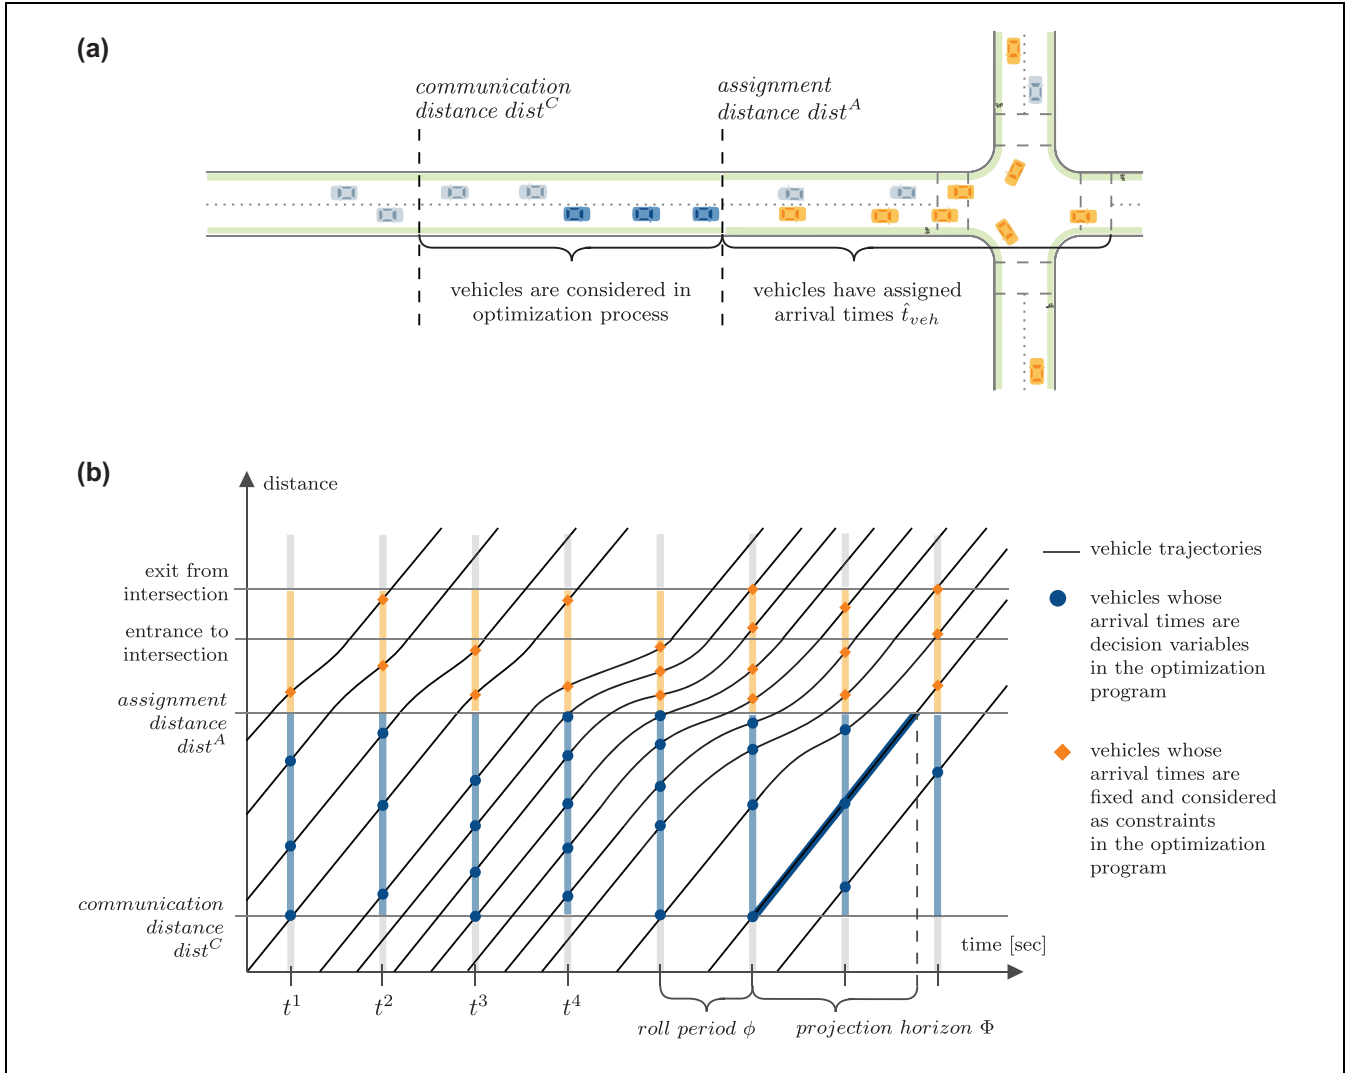 (a)
communication
distance dist^C
assignment
distance dist^A
vehicles are considered in
optimization process
vehicles have assigned
arrival times t̂_veh
(b)
distance
exit from
intersection
entrance to
intersection
assignment
distance
dist^A
communication
distance
dist^C
time [sec]
t^1
t^2
t^3
t^4
roll period ϕ
projection horizon Φ
vehicle trajectories
vehicles whose
arrival times are
decision variables
in the optimization
program
vehicles whose
arrival times are
fixed and considered
as constraints
in the optimization
program